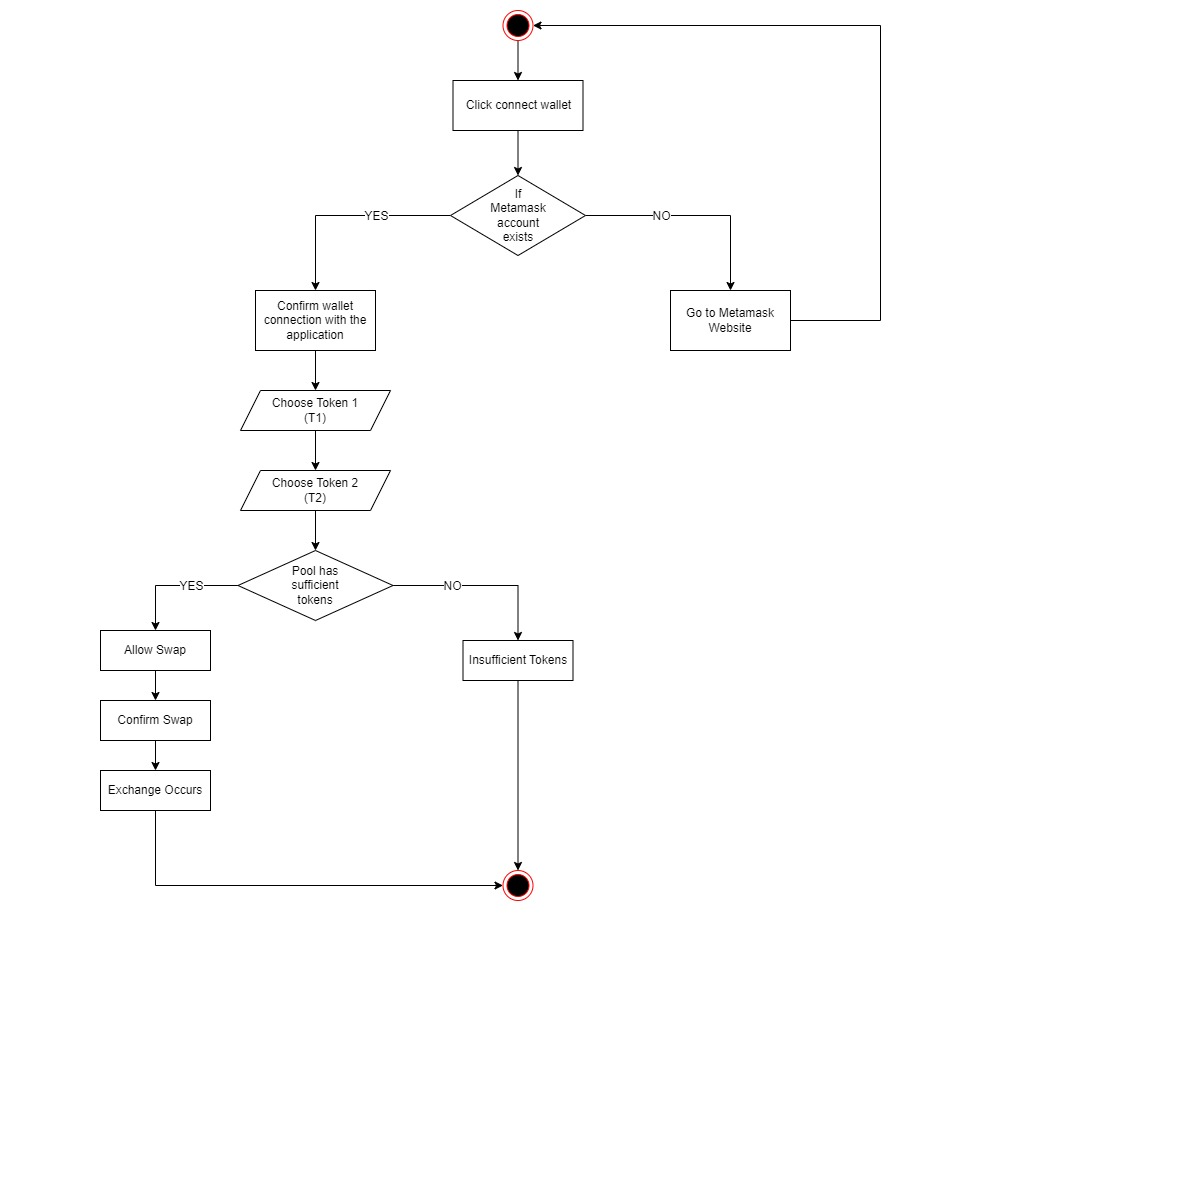 Click connect wallet
If
Metamask
account
exists
YES
NO
Confirm wallet
connection with the
application
Go to Metamask
Website
Choose Token 1
(T1)
Choose Token 2
(T2)
Pool has
sufficient
tokens
YES
NO
Allow Swap
Insufficient Tokens
Confirm Swap
Exchange Occurs